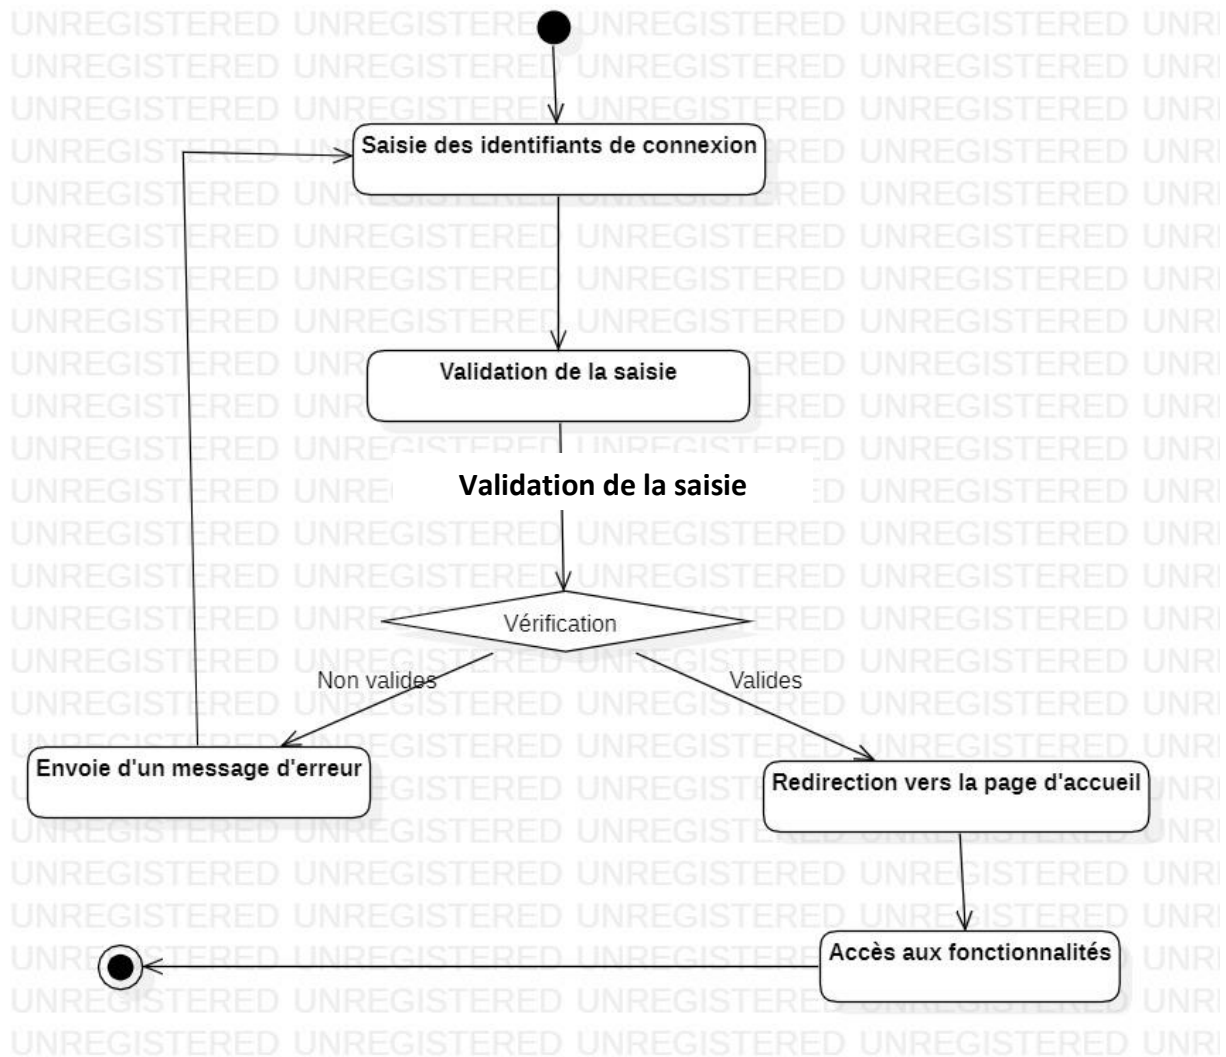 Saisie des identifiants de connexion
Validation de la saisie
Validation de la saisie
Vérification
Non valides
Valides
Envoie d'un message d'erreur
Redirection vers la page d'accueil
Accès aux fonctionnalités
UNREGISTERED